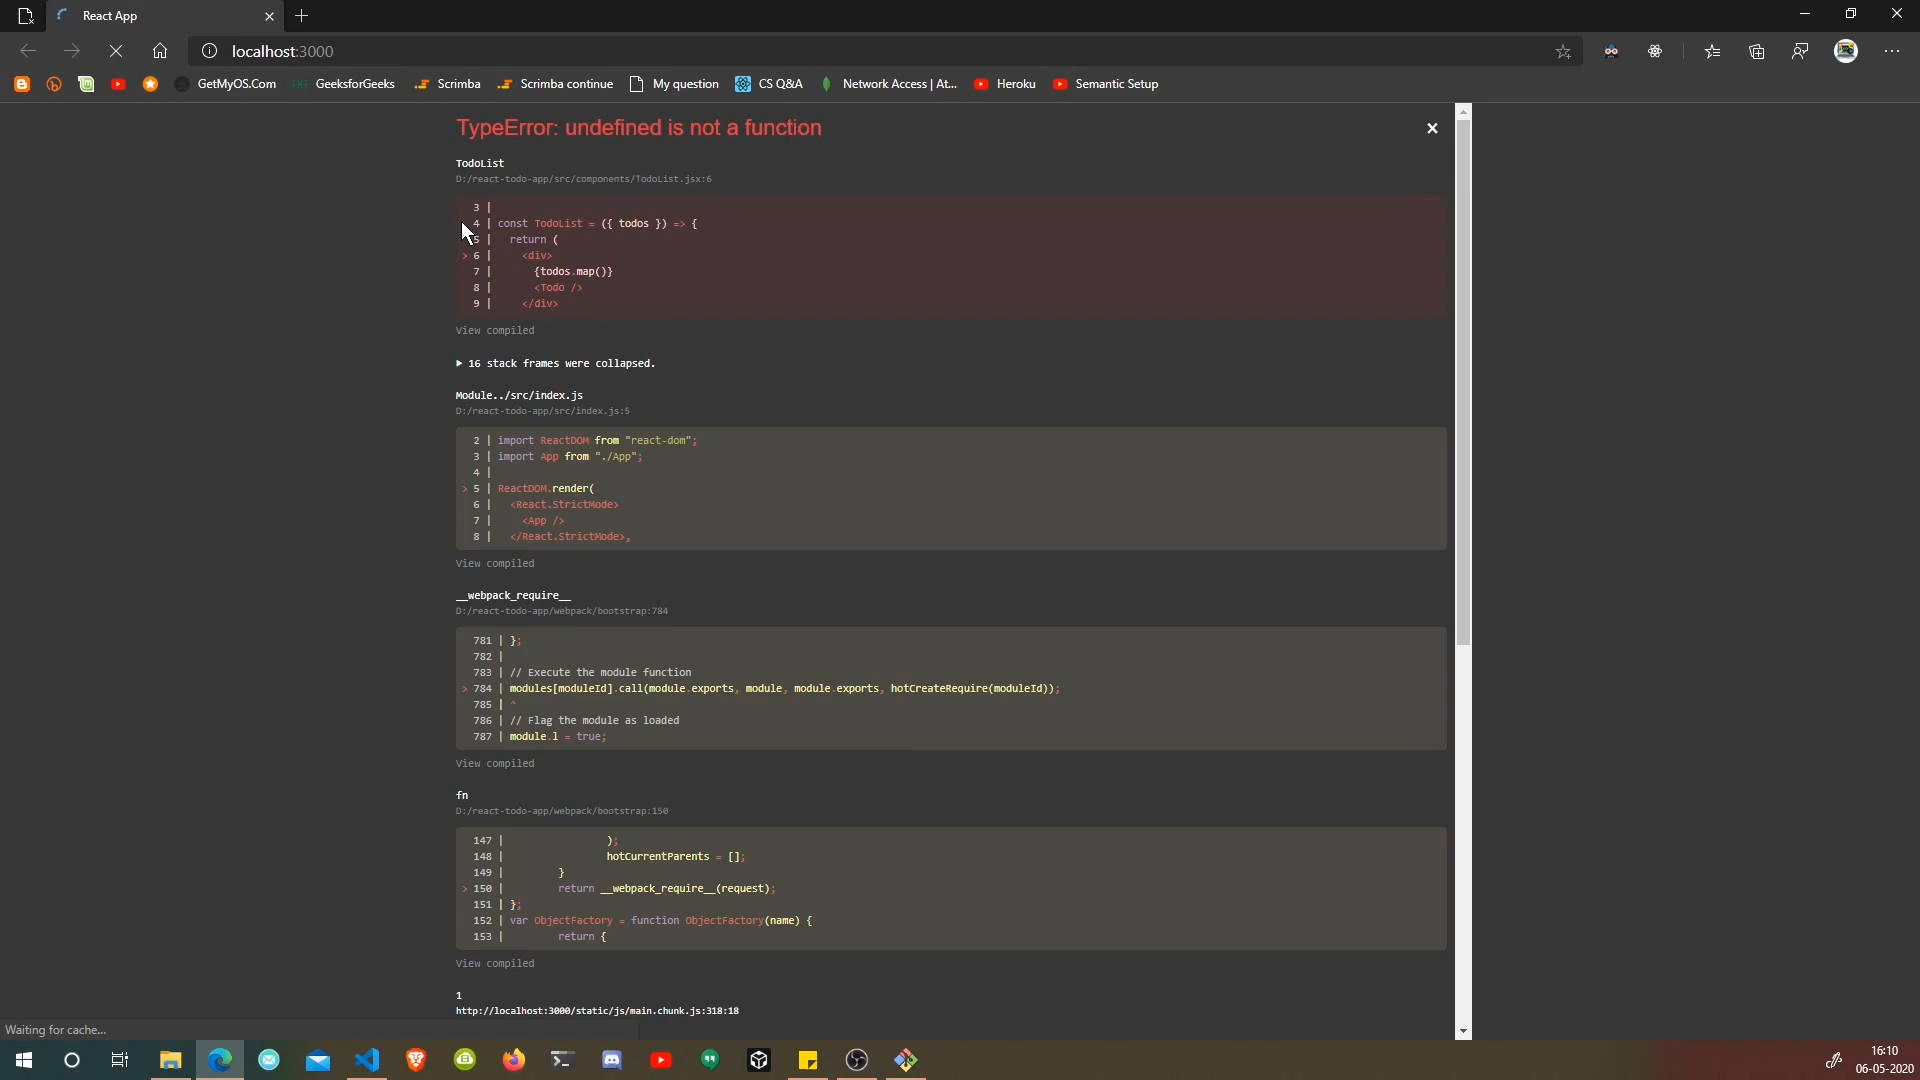 React App
localhost:3000
GetMyOS.Com
GeeksforGeeks
Scrimba
Scrimba continue
My question
CS Q&A
Network Access | At...
Heroku
Semantic Setup
TypeError: undefined is not a function
TodoList
D:/react-todo-app/src/components/TodoList.jsx:6
3 |
4 | const TodoList = ({ todos }) => {
5 | return (
> 6 | <div>
7 | {todos.map()}
8 | <Todo />
9 | </div>
View compiled
▶ 16 stack frames were collapsed.
Module../src/index.js
D:/react-todo-app/src/index.js:5
2 | import ReactDOM from "react-dom";
3 | import App from "./App";
4 |
> 5 | ReactDOM.render(
6 | <React.StrictMode>
7 | <App />
8 | </React.StrictMode>,
View compiled
__webpack_require__
D:/react-todo-app/webpack/bootstrap:784
781 | };
782 |
783 | // Execute the module function
> 784 | modules[moduleId].call(module.exports, module, module.exports, hotCreateRequire(moduleId));
785 | ^
786 | // Flag the module as loaded
787 | module.l = true;
View compiled
fn
D:/react-todo-app/webpack/bootstrap:150
147 | );
148 | hotCurrentParents = [];
149 | }
> 150 | return __webpack_require__(request);
151 | };
152 | var ObjectFactory = function ObjectFactory(name) {
153 | return {
View compiled
1
http://localhost:3000/static/js/main.chunk.js:318:18
Waiting for cache...
16:10
06-05-2020